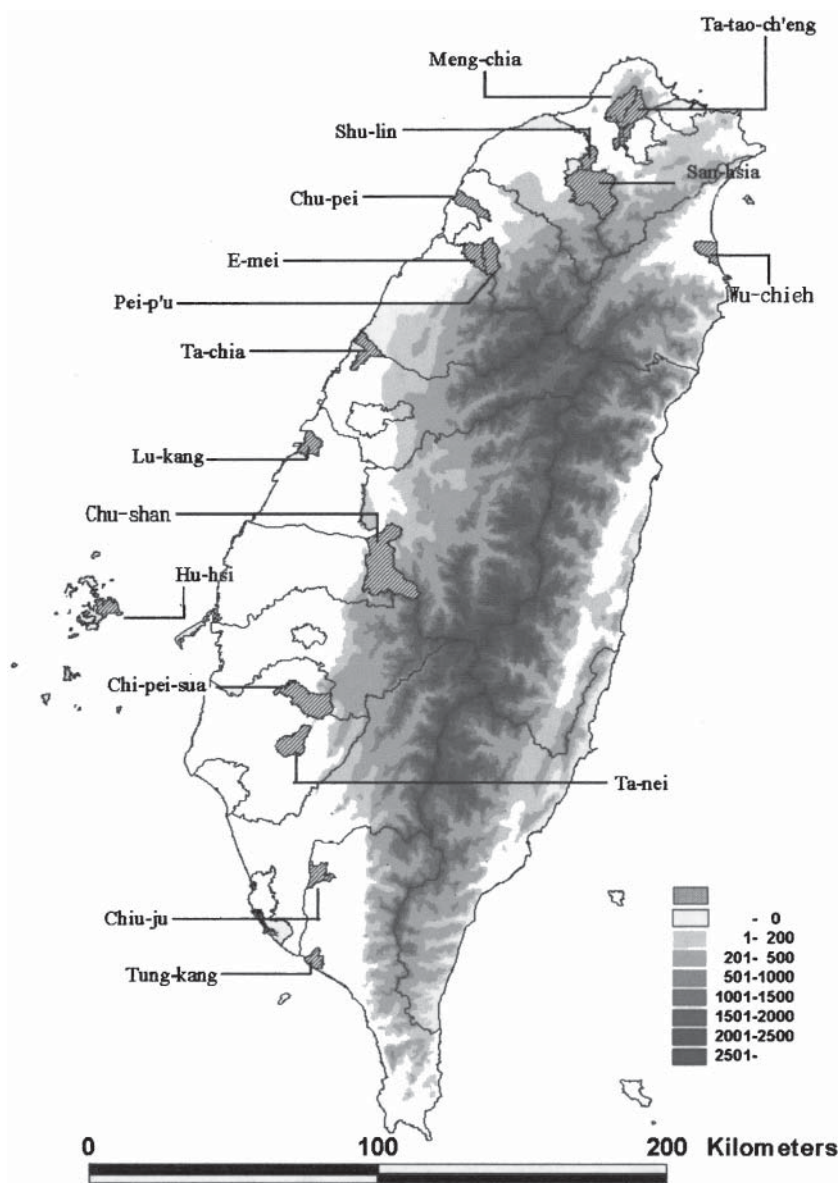 Ta-tao-ch'eng
Meng-chia
Shu-lin
San-hsia
Chu-pei
E-mei
Wu-chieh
Pei-p'u
Ta-chia
Lu-kang
Chu-shan
Hu-hsi
Chi-pei-sua
Ta-nei
Chiu-ju
Tung-kang
- 0
1- 200
201- 500
501-1000
1001-1500
1501-2000
2001-2500
2501-
0 100 200 Kilometers